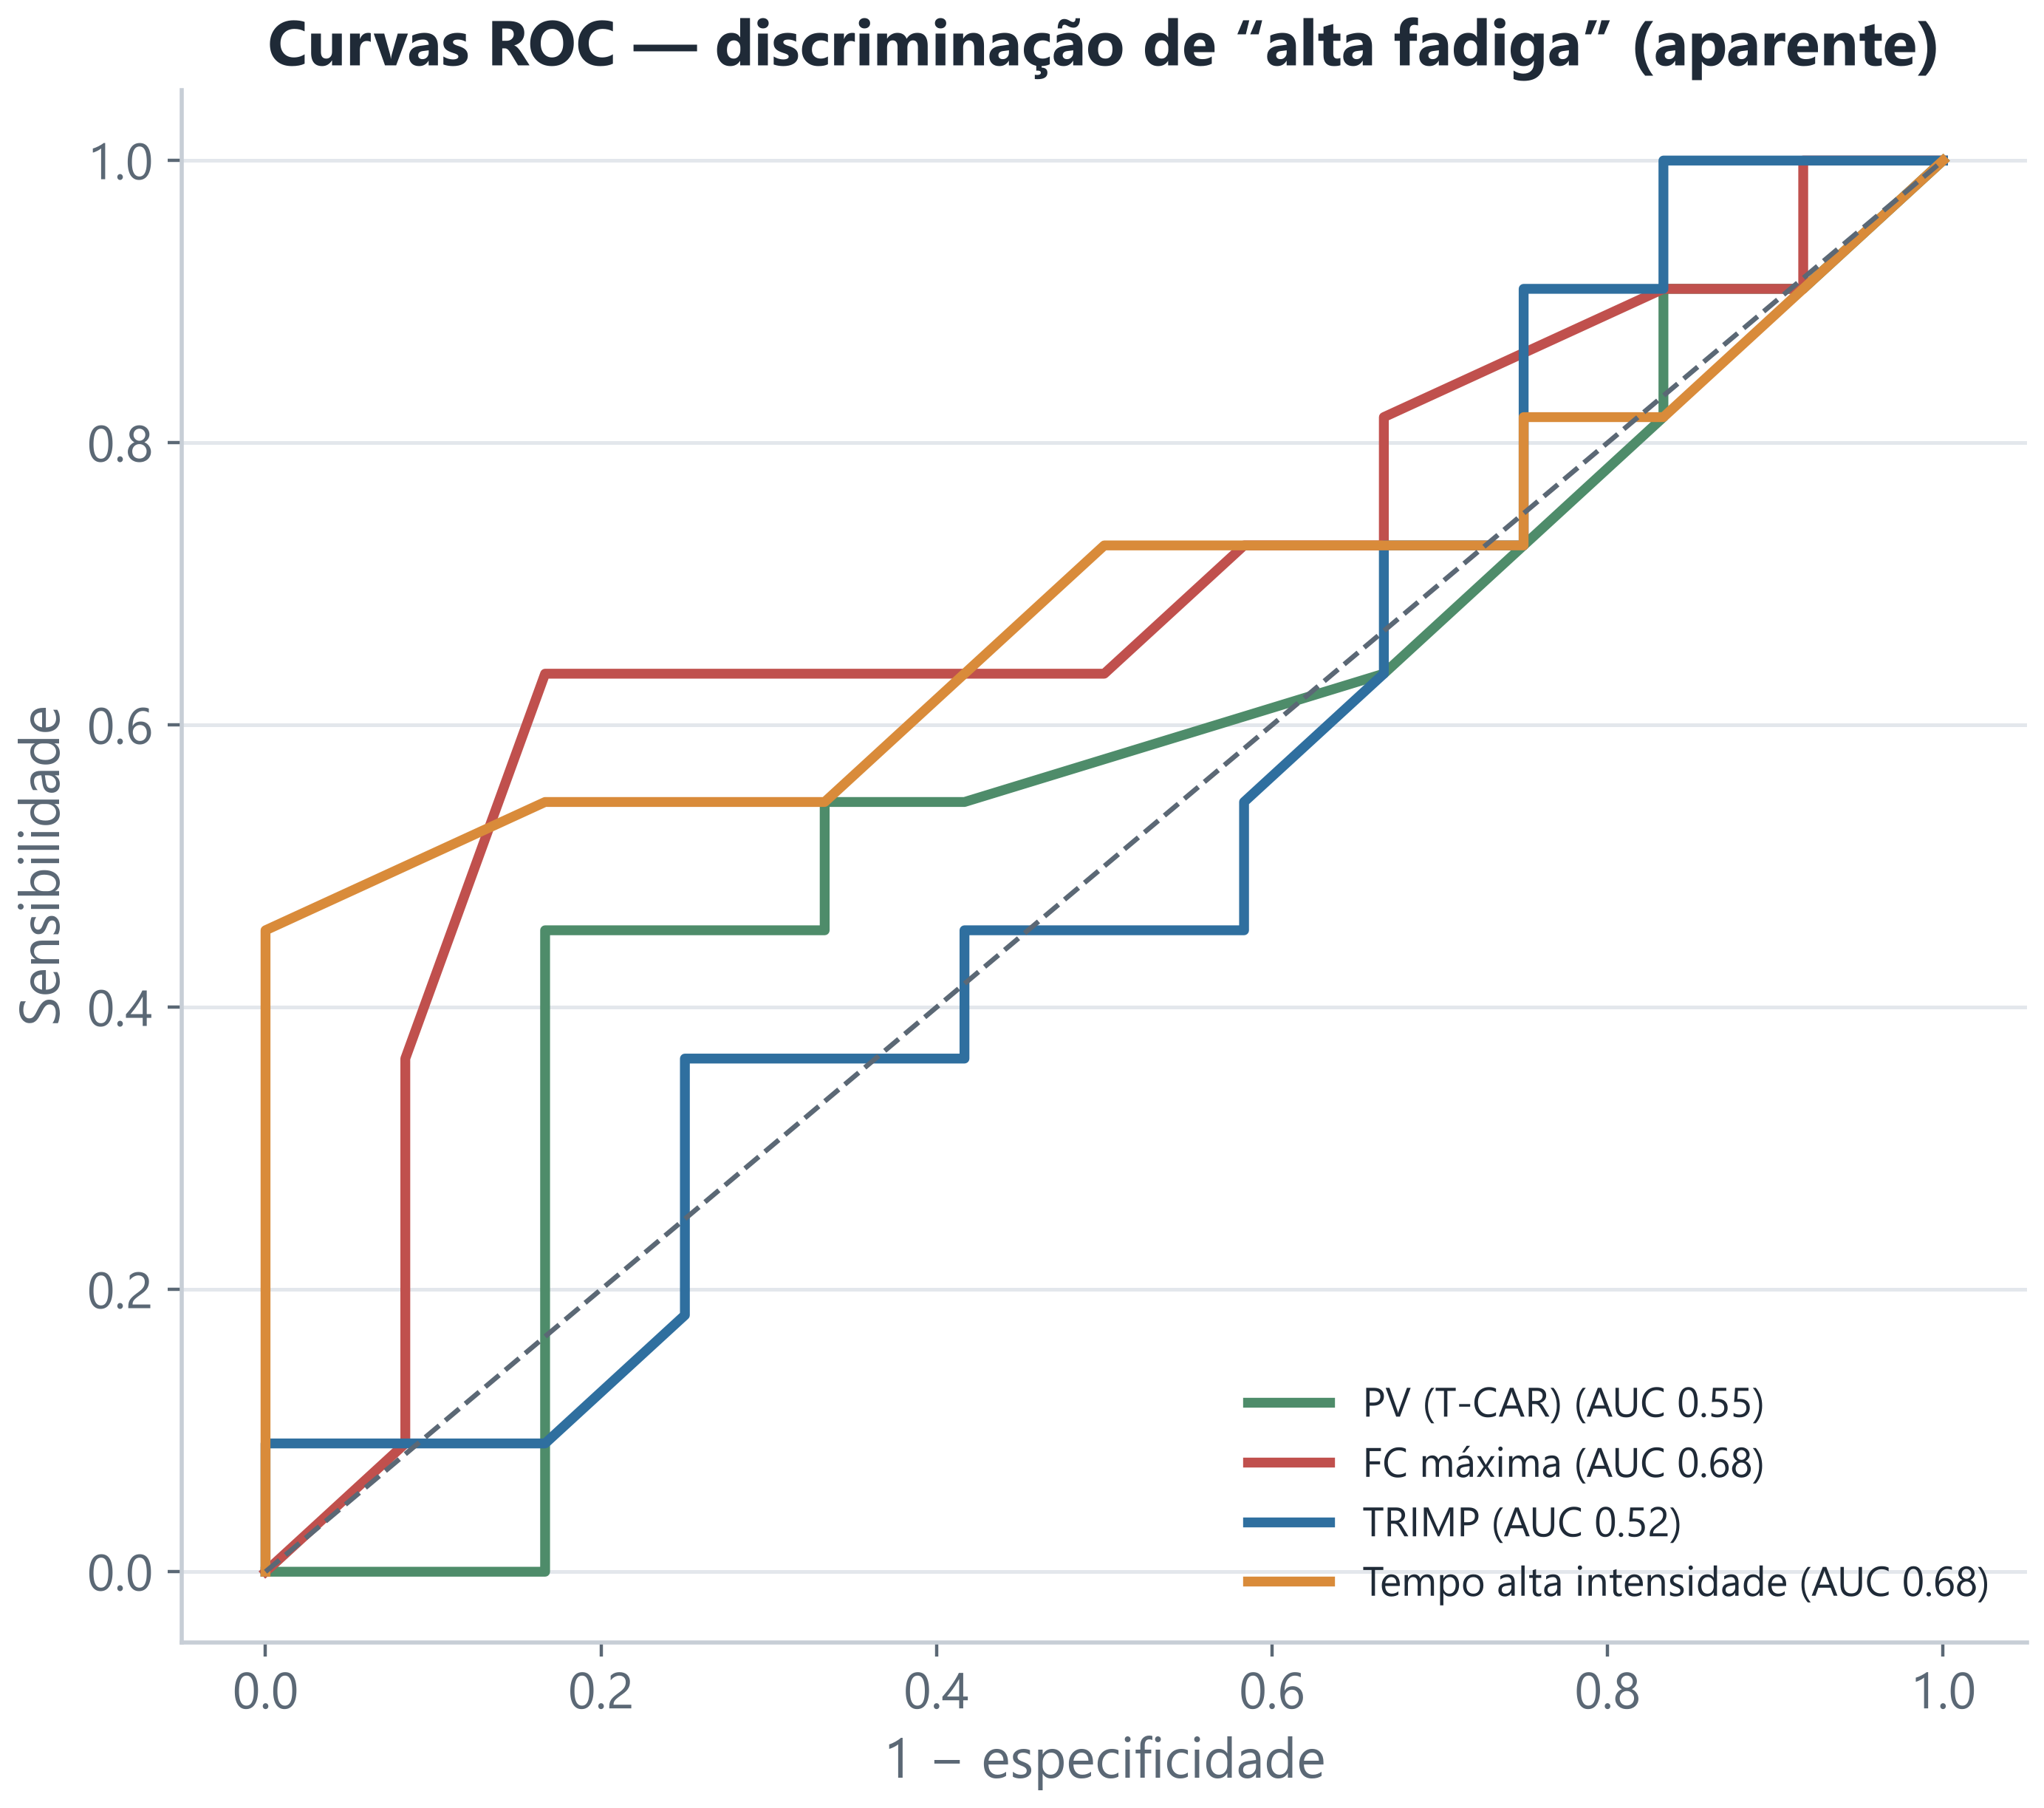 Curvas ROC — discriminação de “alta fadiga” (aparente)
1.0
0.8
0.6
0.4
0.2
0.0
Sensibilidade
PV (T-CAR) (AUC 0.55)
FC máxima (AUC 0.68)
TRIMP (AUC 0.52)
Tempo alta intensidade (AUC 0.68)
0.0 0.2 0.4 0.6 0.8 1.0
1 − especificidade